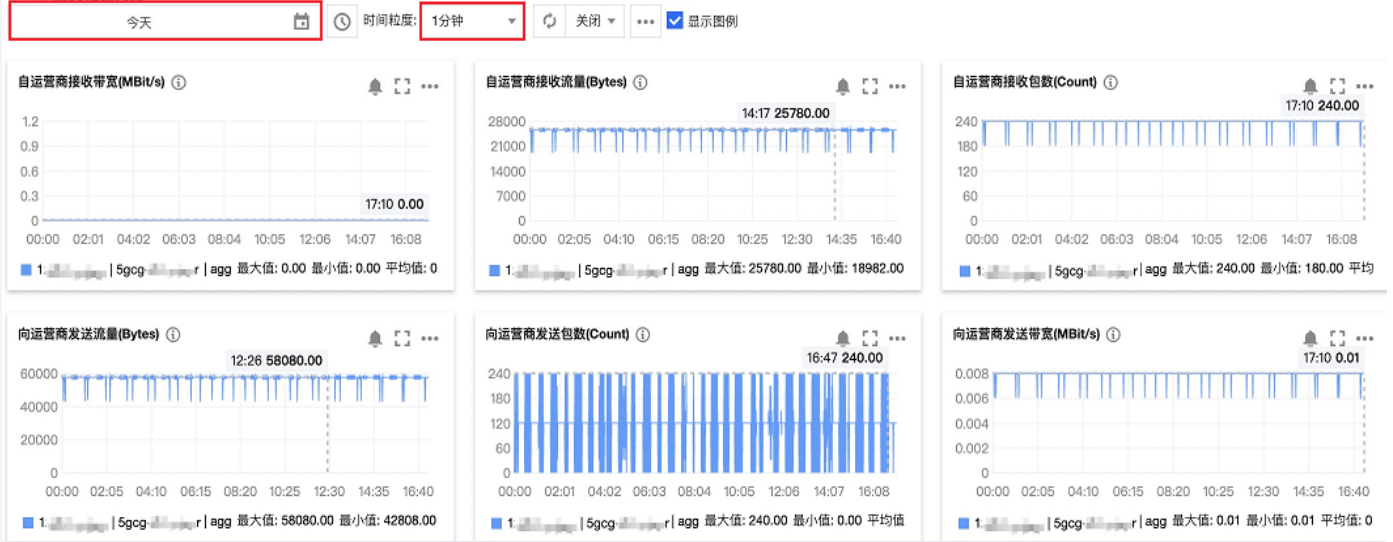 今天 时间粒度: 1分钟 关闭 ••• 显示图例
自运营商接收带宽(MBit/s)
1.2
0.9
0.6
0.3
0
17:10 0.00
00:00 02:01 04:02 06:03 08:04 10:05 12:06 14:07 16:08
1 | 5gcg- r | agg 最大值: 0.00 最小值: 0.00 平均值: 0
自运营商接收流量(Bytes)
14:17 25780.00
28000
21000
14000
7000
0
00:00 02:05 04:10 06:15 08:20 10:25 12:30 14:35 16:40
1: | 5gcg- r | agg 最大值: 25780.00 最小值: 18982.00
自运营商接收包数(Count)
17:10 240.00
240
180
120
60
0
00:00 02:01 04:02 06:03 08:04 10:05 12:06 14:07 16:08
1: | 5gcg- r | agg 最大值: 240.00 最小值: 180.00 平均
向运营商发送流量(Bytes)
12:26 58080.00
60000
40000
20000
0
00:00 02:05 04:10 06:15 08:20 10:25 12:30 14:35 16:40
1. | 5gcg- r | agg 最大值: 58080.00 最小值: 42808.00
向运营商发送包数(Count)
16:47 240.00
240
180
120
60
0
00:00 02:01 04:02 06:03 08:04 10:05 12:06 14:07 16:08
1 | 5gcg- r | agg 最大值: 240.00 最小值: 0.00 平均值
向运营商发送带宽(MBit/s)
17:10 0.01
0.008
0.006
0.004
0.002
0
00:00 02:05 04:10 06:15 08:20 10:25 12:30 14:35 16:40
1: | 5gcg- r | agg 最大值: 0.01 最小值: 0.01 平均值: 0